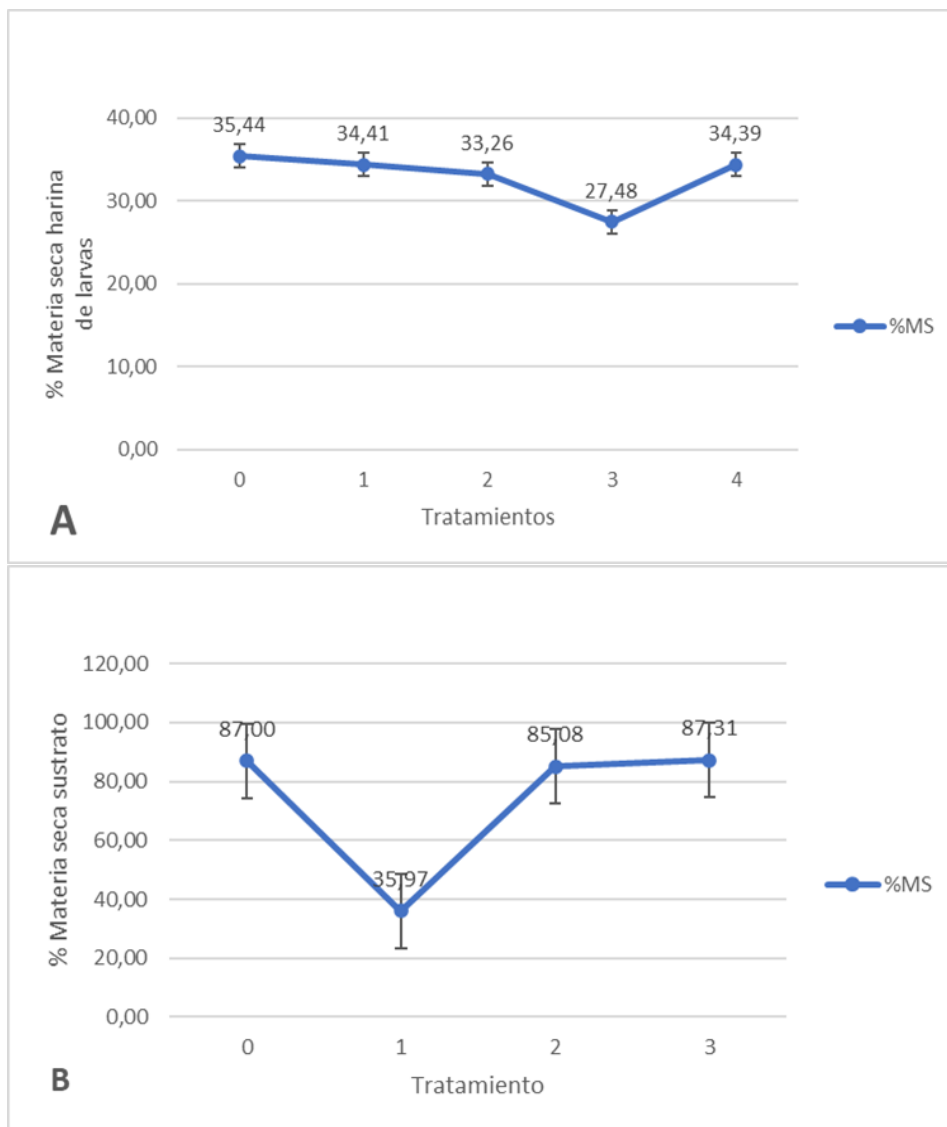 40,00
35,44
34,41
33,26
27,48
34,39
30,00
20,00
10,00
0,00
% Materia seca harina
de larvas
%MS
0 1 2 3 4
Tratamientos
A
120,00
100,00
80,00
60,00
40,00
20,00
0,00
87,00
35,97
85,08
87,31
% Materia seca sustrato
%MS
0 1 2 3
Tratamiento
B